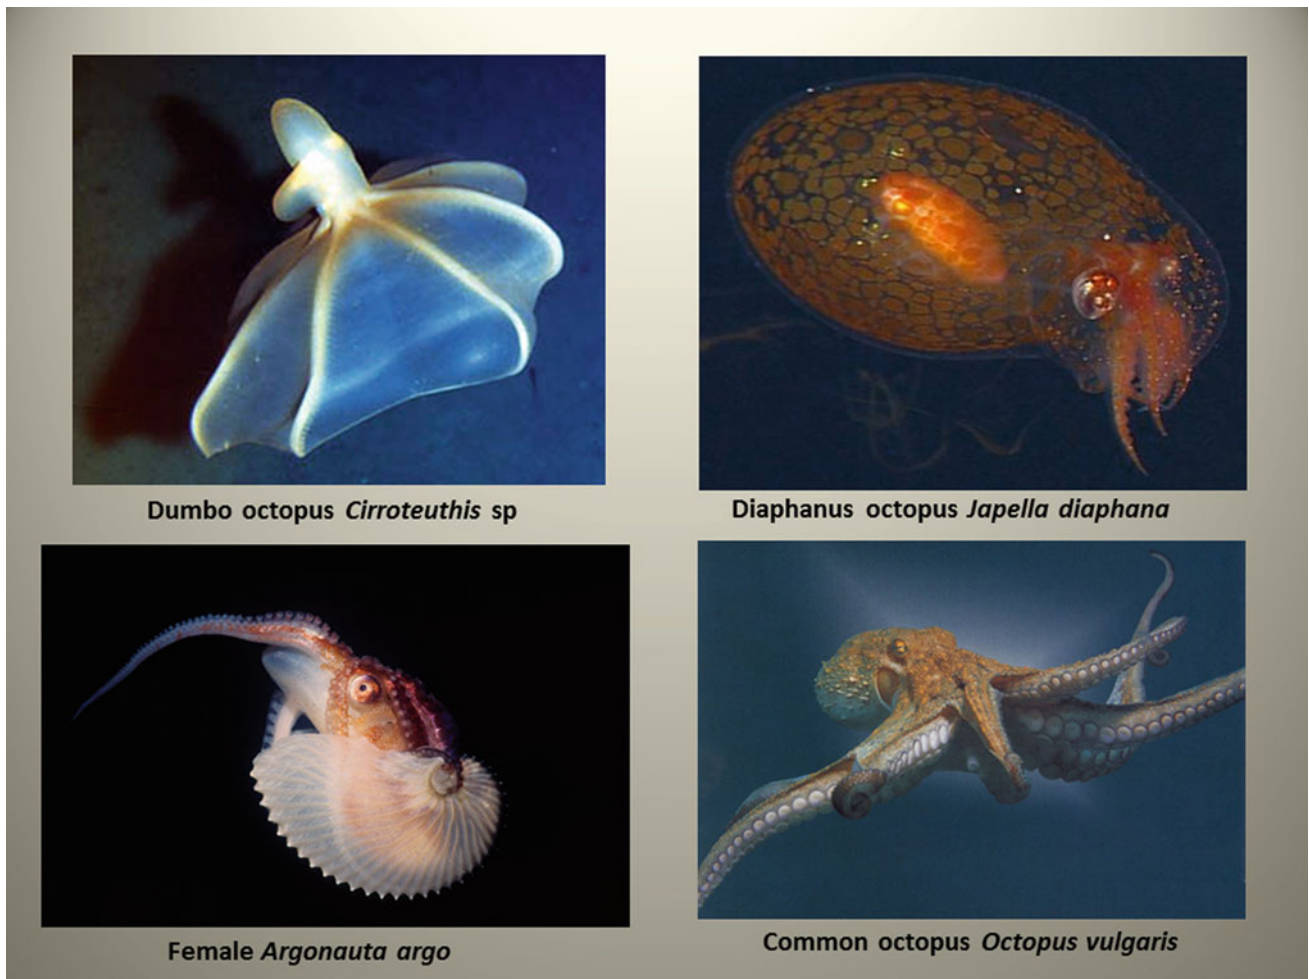 Dumbo octopus Cirroteuthis sp
Diaphanus octopus Japella diaphana
Female Argonauta argo
Common octopus Octopus vulgaris